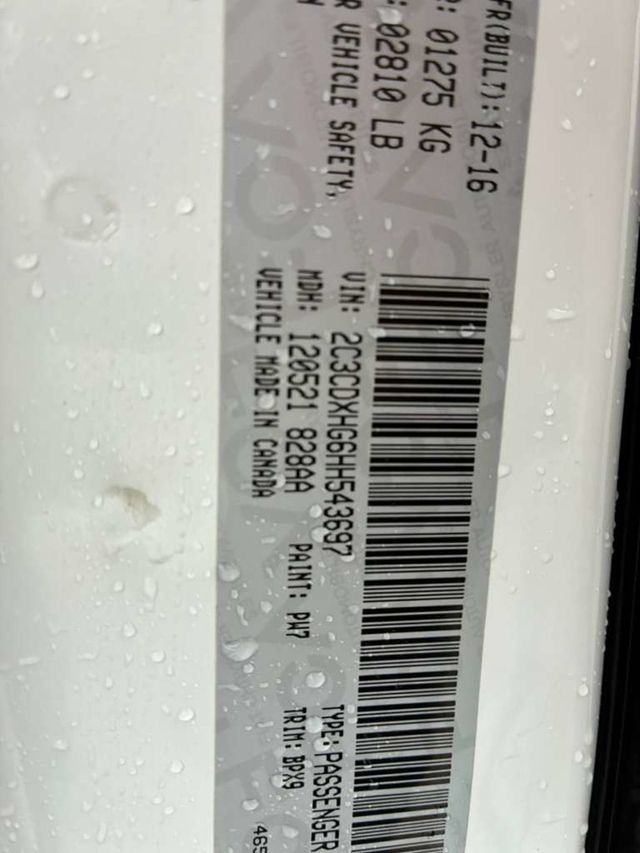 FR(BUILT): 12-16
: 01275 KG
: 02810 LB
R VEHICLE SAFETY,
N
VIN: 2C3CDXHG6HH543697 TYPE: PASSENGER
MDH: 120521 828AA PAINT: PW7 TRIM: BPX9
VEHICLE MADE IN CANADA
465